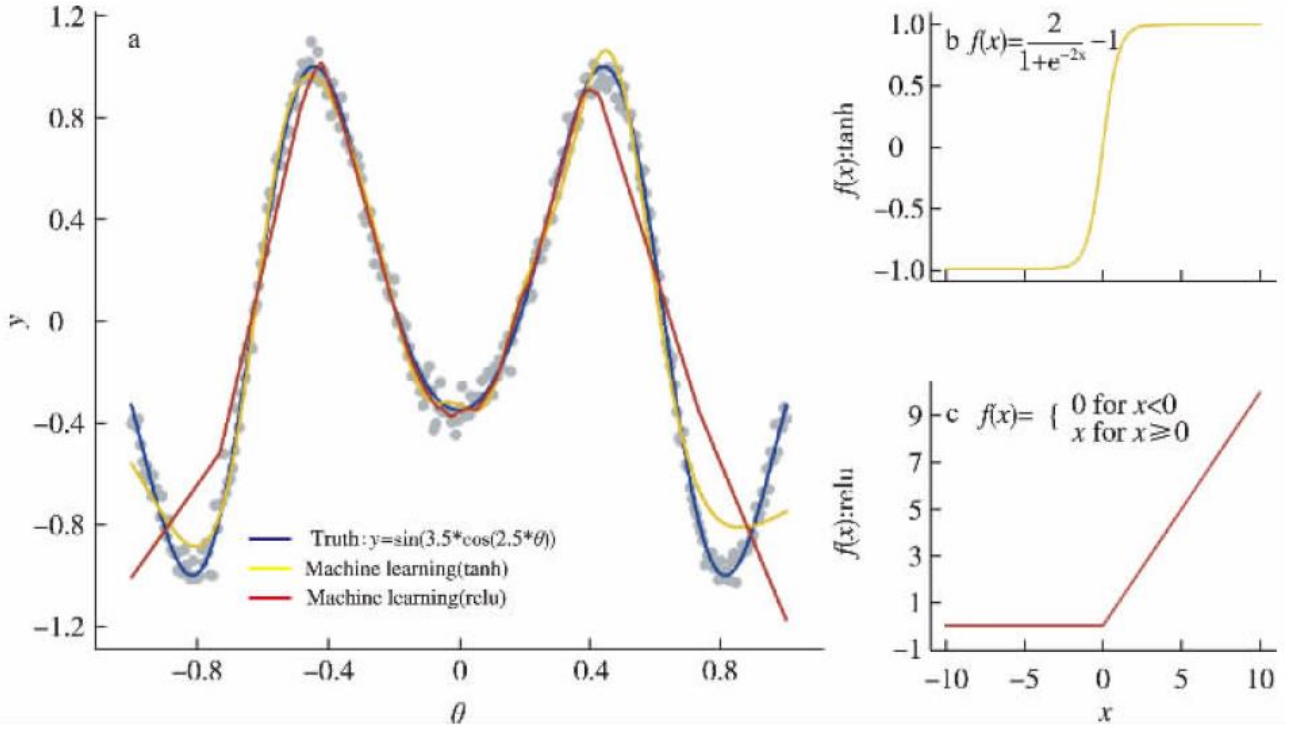 a
1.2
0.8
0.4
0
−0.4
−0.8
−1.2
y
−0.8
−0.4
0
0.4
0.8
θ
Truth:y=sin(3.5*cos(2.5*θ))
Machine learning(tanh)
Machine learning(relu)
b f(x)=2/(1+e^{−2x}) −1
1.0
0.5
0
−0.5
−1.0
f(x):tanh
c f(x)= { 0 for x<0
x for x⩾0
9
7
5
3
1
−1
f(x):relu
−10
−5
0
5
10
x